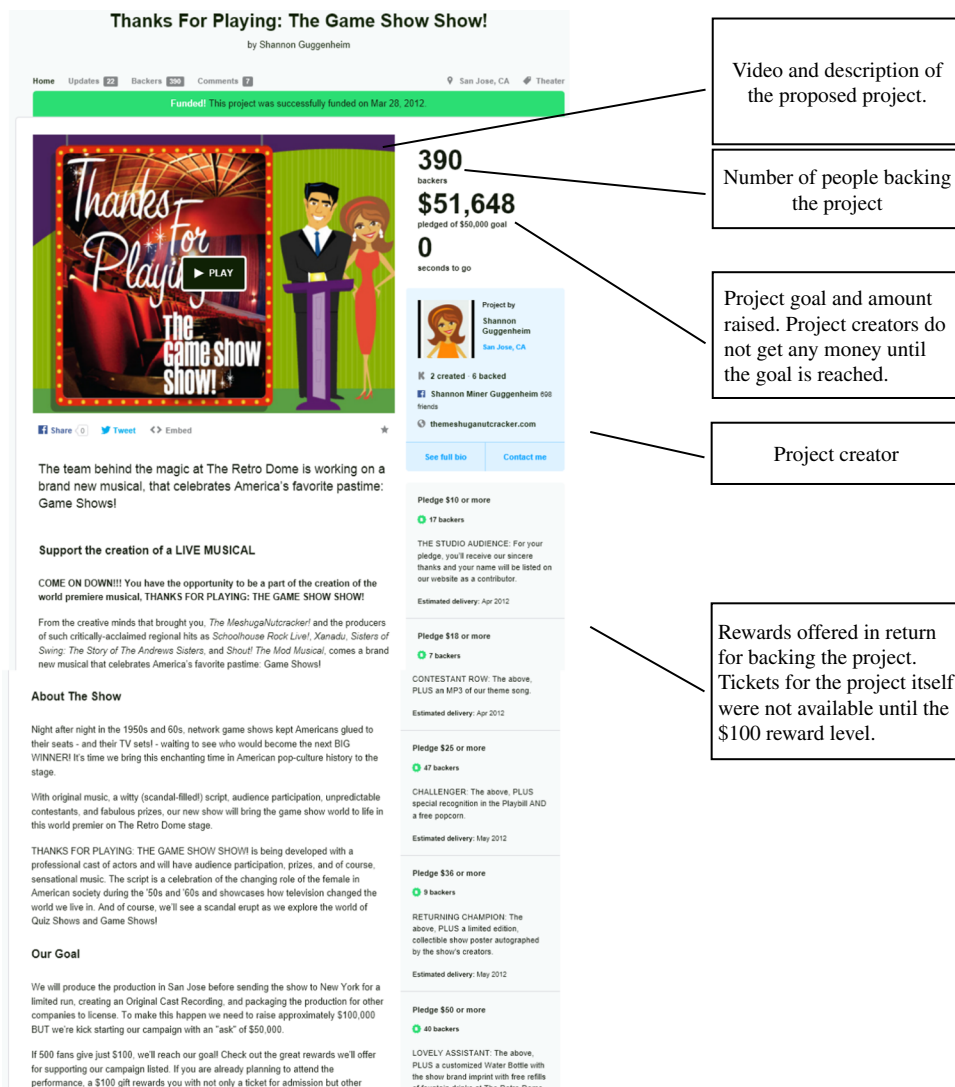 Thanks For Playing: The Game Show Show!
by Shannon Guggenheim
Home Updates 22 Backers 390 Comments 7
San Jose, CA Theater
Funded! This project was successfully funded on Mar 28, 2012.
Thanks
For
Playing
PLAY
The
Game show
show!
Share 0 Tweet Embed
The team behind the magic at The Retro Dome is working on a
brand new musical, that celebrates America's favorite pastime:
Game Shows!
Support the creation of a LIVE MUSICAL
COME ON DOWN!!! You have the opportunity to be a part of the creation of the
world premiere musical, THANKS FOR PLAYING: THE GAME SHOW SHOW!
From the creative minds that brought you, The MeshugaNutcracker! and the producers
of such critically-acclaimed regional hits as Schoolhouse Rock Live!, Xanadu, Sisters of
Swing: The Story of The Andrews Sisters, and Shout! The Mod Musical, comes a brand
new musical that celebrates America's favorite pastime: Game Shows!
About The Show
Night after night in the 1950s and 60s, network game shows kept Americans glued to
their seats - and their TV sets! - waiting to see who would become the next BIG
WINNER! It's time we bring this enchanting time in American pop-culture history to the
stage.
With original music, a witty (scandal-filled!) script, audience participation, unpredictable
contestants, and fabulous prizes, our new show will bring the game show world to life in
this world premier on The Retro Dome stage.
THANKS FOR PLAYING: THE GAME SHOW SHOW! is being developed with a
professional cast of actors and will have audience participation, prizes, and of course,
sensational music. The script is a celebration of the changing role of the female in
American society during the '50s and '60s and showcases how television changed the
world we live in. And of course, we'll see a scandal erupt as we explore the world of
Quiz Shows and Game Shows!
Our Goal
We will produce the production in San Jose before sending the show to New York for a
limited run, creating an Original Cast Recording, and packaging the production for other
companies to license. To make this happen we need to raise approximately $100,000
BUT we're kick starting our campaign with an "ask" of $50,000.
If 500 fans give just $100, we'll reach our goal! Check out the great rewards we'll offer
for supporting our campaign listed. If you are already planning to attend the
performance, a $100 gift rewards you with not only a ticket for admission but other
390
backers
$51,648
pledged of $50,000 goal
0
seconds to go
Project by
Shannon
Guggenheim
San Jose, CA
2 created · 6 backed
Shannon Miner Guggenheim 698
friends
themeshuganutcracker.com
See full bio Contact me
Pledge $10 or more
17 backers
THE STUDIO AUDIENCE: For your
pledge, you'll receive our sincere
thanks and your name will be listed on
our website as a contributor.
Estimated delivery: Apr 2012
Pledge $18 or more
7 backers
CONTESTANT ROW: The above,
PLUS an MP3 of our theme song.
Estimated delivery: Apr 2012
Pledge $25 or more
47 backers
CHALLENGER: The above, PLUS
special recognition in the Playbill AND
a free popcorn.
Estimated delivery: May 2012
Pledge $36 or more
9 backers
RETURNING CHAMPION: The
above, PLUS a limited edition,
collectible show poster autographed
by the show's creators.
Estimated delivery: May 2012
Pledge $50 or more
40 backers
LOVELY ASSISTANT: The above,
PLUS a customized Water Bottle with
the show brand imprint with free refills
of fountain drinks at The Retro Dome
Video and description of
the proposed project.
Number of people backing
the project
Project goal and amount
raised. Project creators do
not get any money until
the goal is reached.
Project creator
Rewards offered in return
for backing the project.
Tickets for the project itself
were not available until the
$100 reward level.